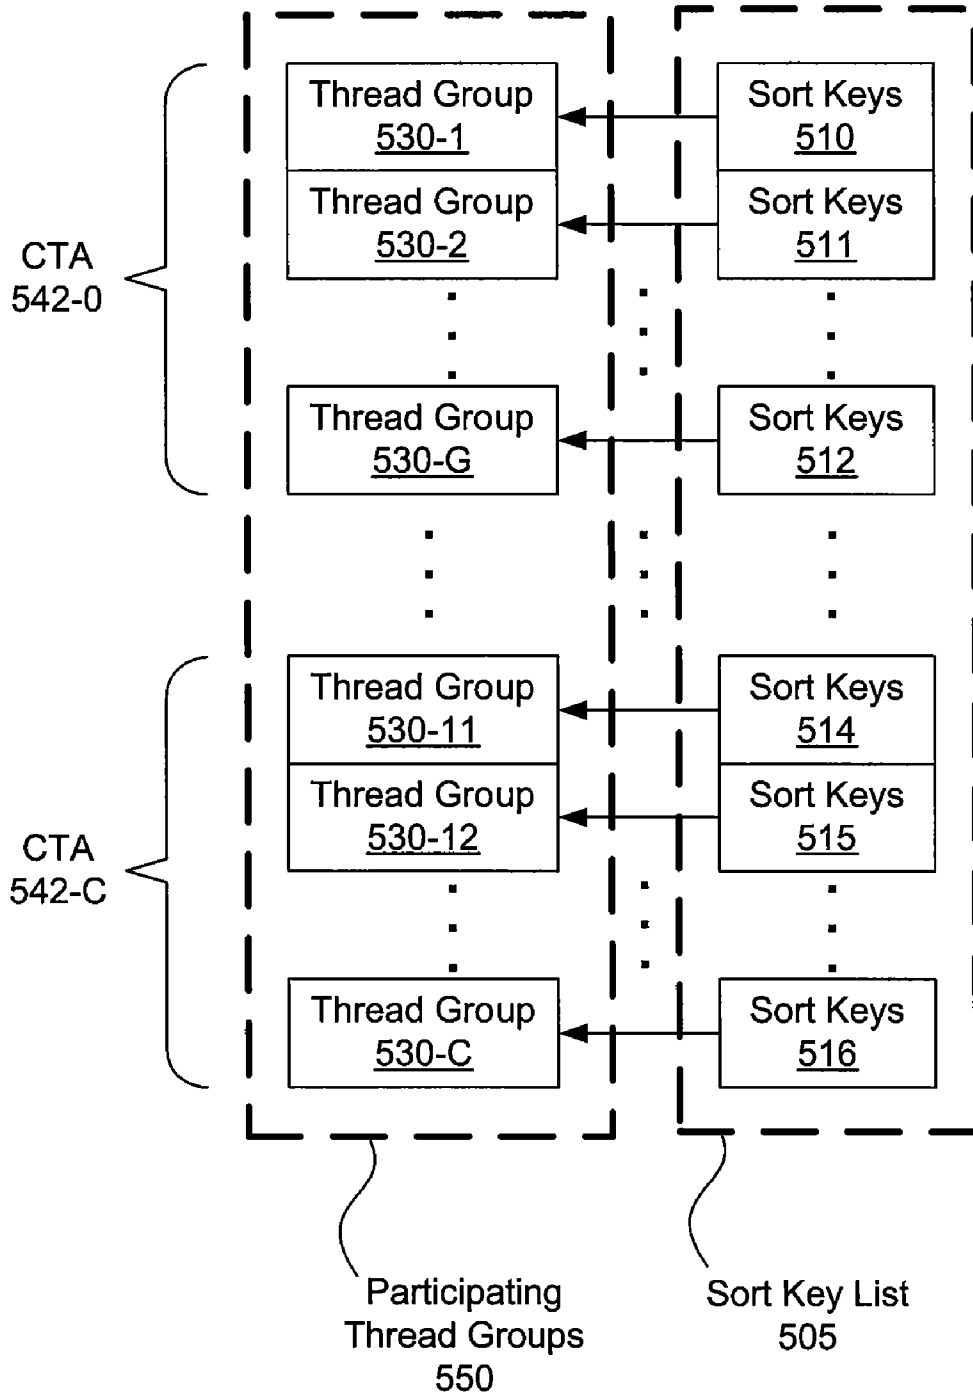 Thread Group
530-1
Sort Keys
510
Thread Group
530-2
Sort Keys
511
CTA
542-0
Thread Group
530-G
Sort Keys
512
Thread Group
530-11
Sort Keys
514
Thread Group
530-12
Sort Keys
515
CTA
542-C
Thread Group
530-C
Sort Keys
516
Participating
Thread Groups
550
Sort Key List
505